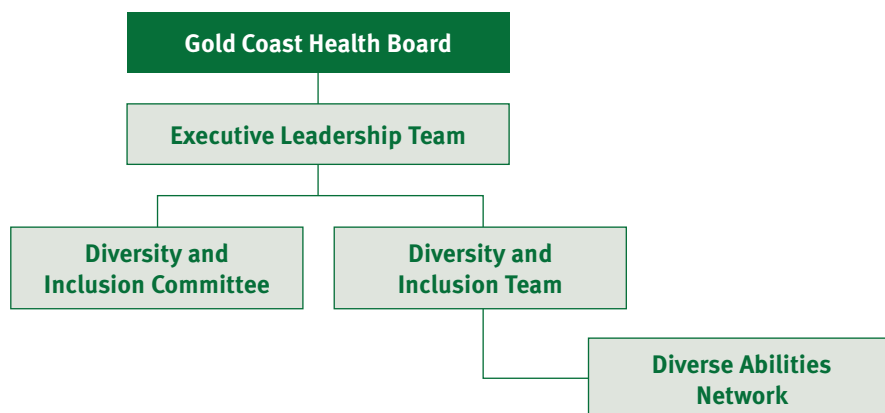 Gold Coast Health Board
Executive Leadership Team
Diversity and
Inclusion Committee
Diversity and
Inclusion Team
Diverse Abilities
Network